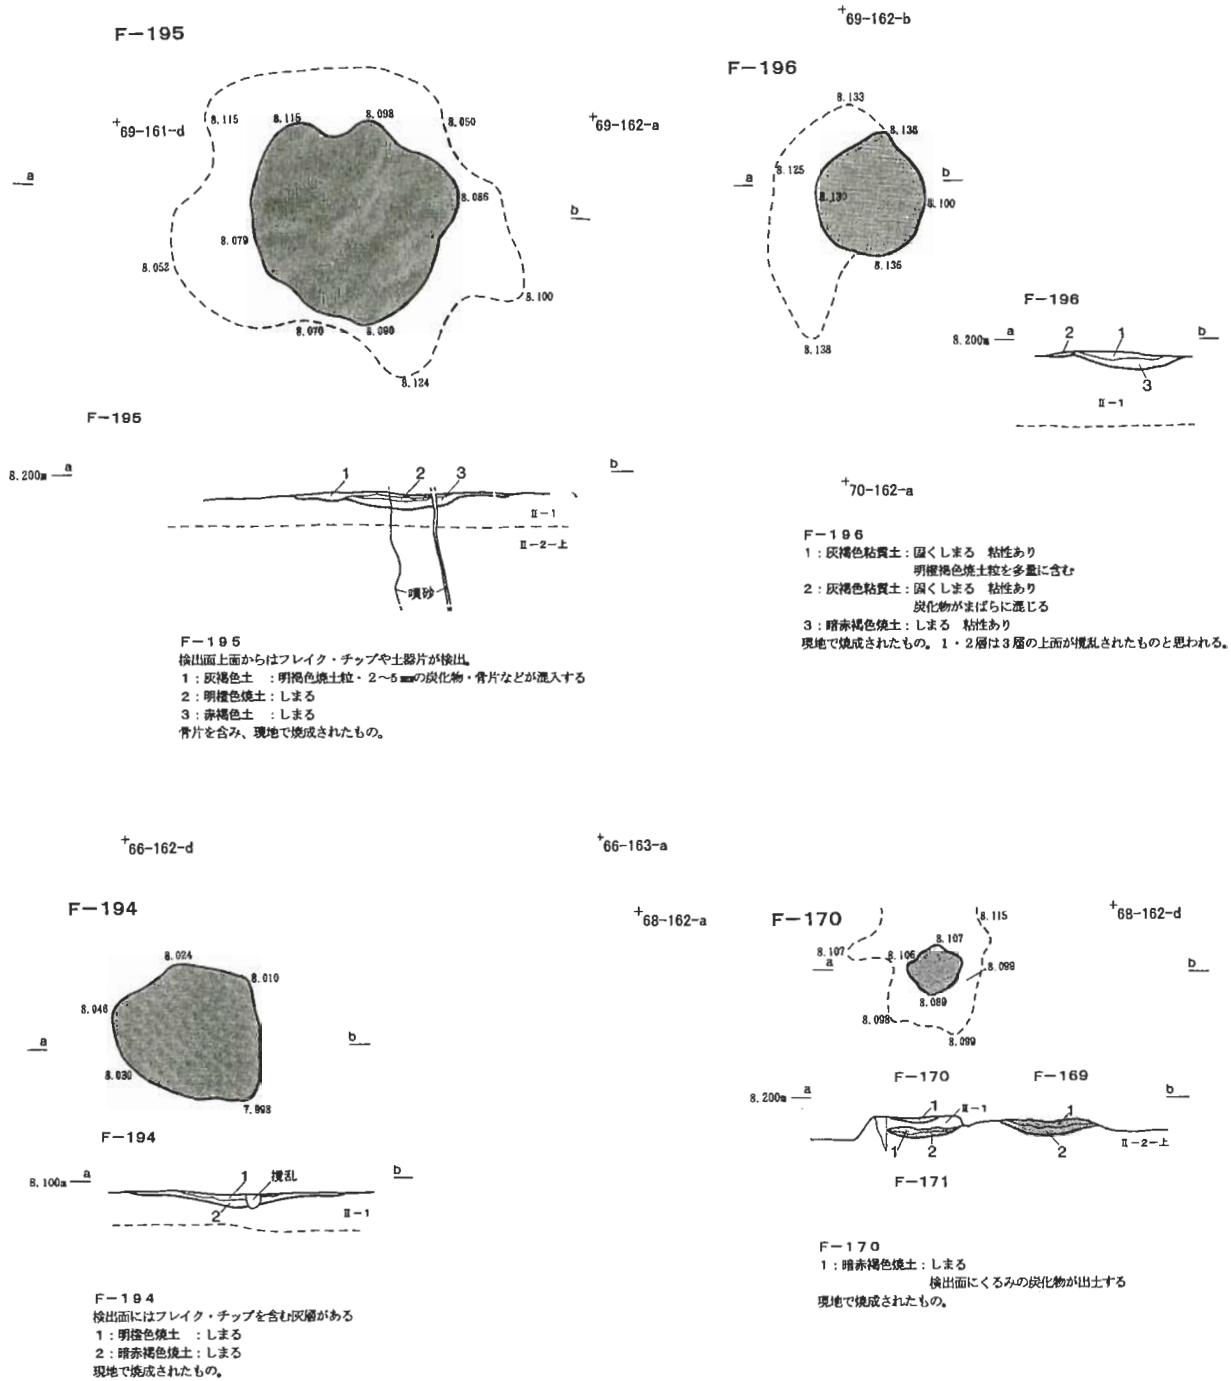 F－195
+69-161-d
+69-162-a
8.115
8.115
8.098
8.050
8.086
8.079
8.052
8.100
8.070
8.090
8.124
a
b
F－195
8.200m
a
b
1
2
3
Ⅱ－1
Ⅱ－2－上
噴砂
F－195
検出面上面からはフレイク・チップや土器片が検出。
1：灰褐色土　：明褐色焼土粒・2～5㎜の炭化物・骨片などが混入する
2：明橙色焼土：しまる
3：赤褐色土　：しまる
骨片を含み、現地で焼成されたもの。
+69-162-b
F－196
8.133
8.138
8.125
8.130
8.100
8.136
8.138
a
b
F－196
8.200m
a
b
2
1
3
Ⅱ－1
+70-162-a
F－196
1：灰褐色粘質土：固くしまる　粘性あり
明橙褐色焼土粒を多量に含む
2：灰褐色粘質土：固くしまる　粘性あり
炭化物がまばらに混じる
3：暗赤褐色焼土：しまる　粘性あり
現地で焼成されたもの。1・2層は3層の上面が攪乱されたものと思われる。
+66-162-d
+66-163-a
F－194
8.024
8.010
8.046
8.030
7.998
a
b
F－194
8.100m
a
b
1
攪乱
2
Ⅱ－1
F－194
検出面にはフレイク・チップを含む灰層がある
1：明橙色焼土　：しまる
2：暗赤褐色焼土：しまる
現地で焼成されたもの。
+68-162-a
F－170
+68-162-d
8.115
8.107
8.107
8.106
8.099
8.089
8.098
8.099
a
b
F－170
F－169
8.200m
a
b
1
Ⅱ－1
1
1
2
2
Ⅱ－2－上
F－171
F－170
1：暗赤褐色焼土：しまる
検出面にくるみの炭化物が出土する
現地で焼成されたもの。